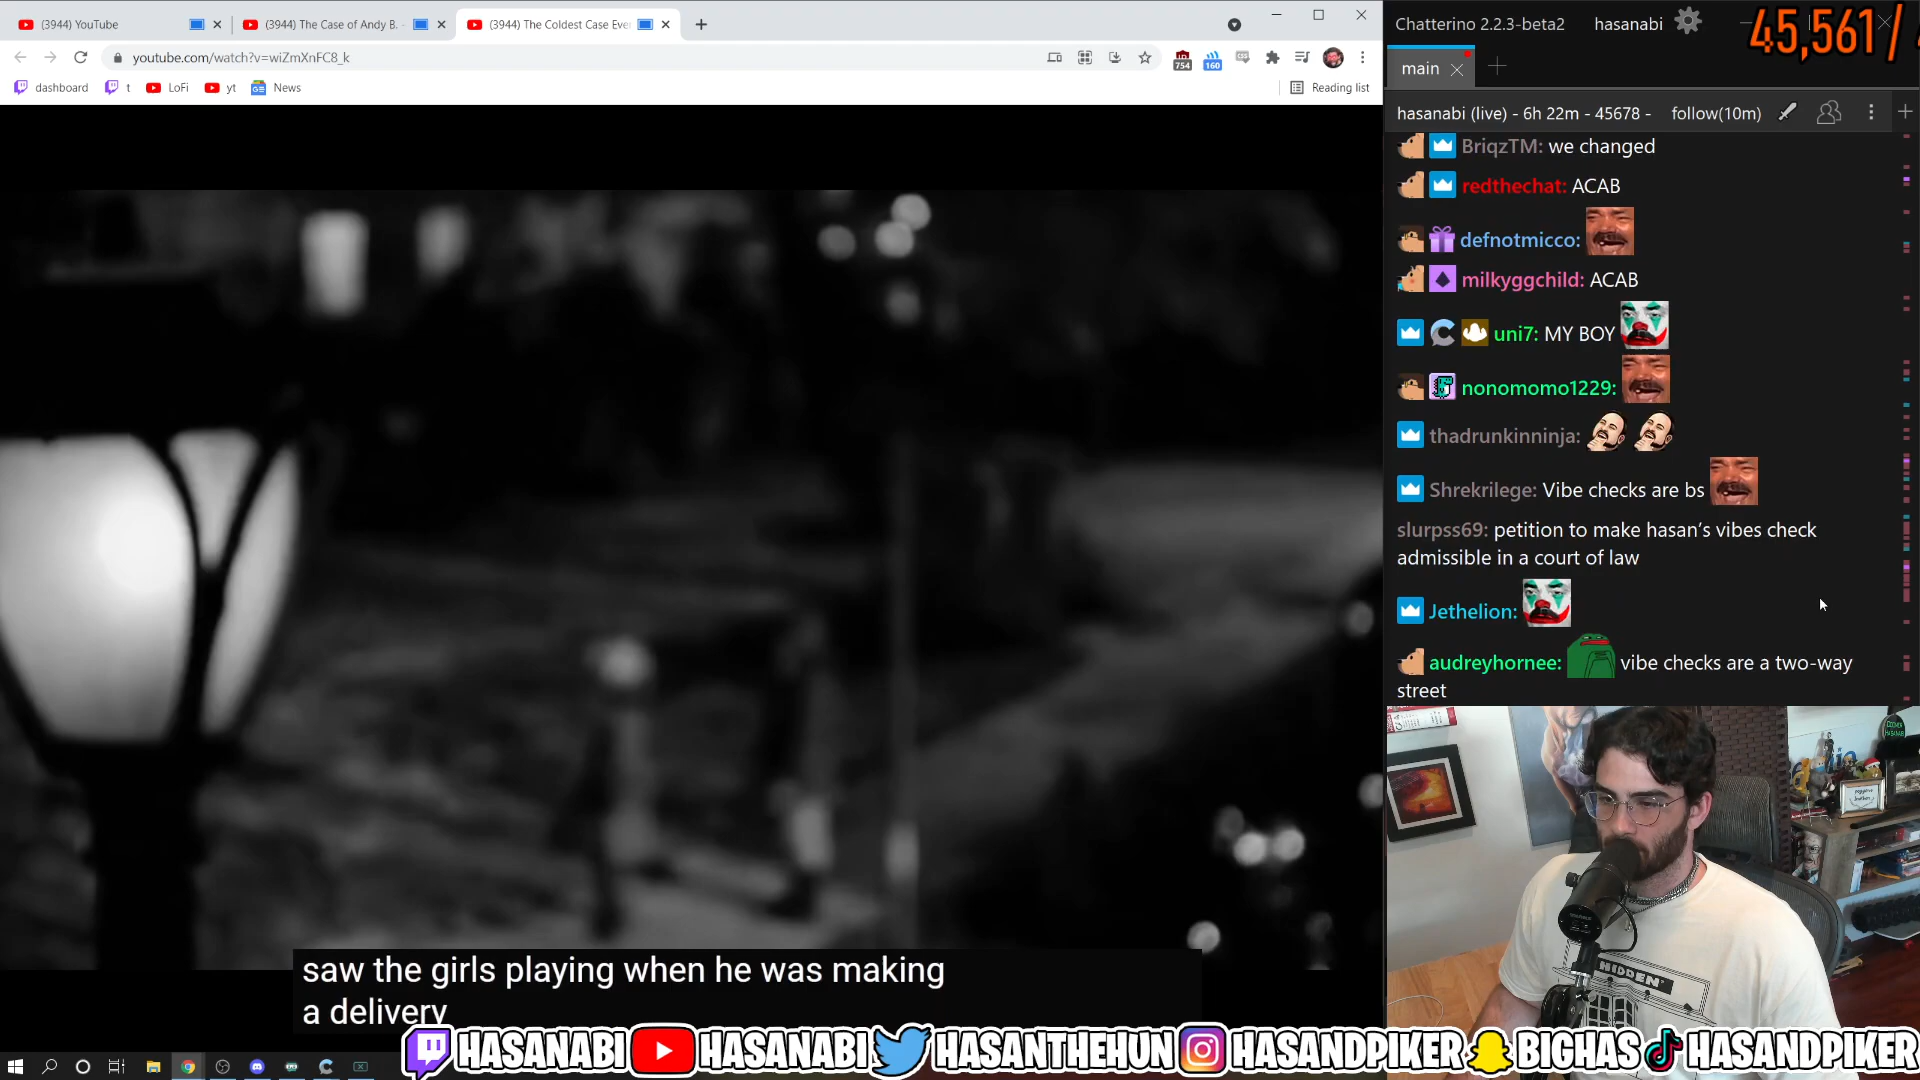 (3944) YouTube
(3944) The Case of Andy B.
(3944) The Coldest Case Eve
Chatterino 2.2.3-beta2
hasanabi
45,561/
youtube.com/watch?v=wiZmXnFC8_k
754
160
main
dashboard
t
LoFi
yt
News
Reading list
hasanabi (live) - 6h 22m - 45678 -
follow(10m)
BriqzTM: we changed
redthechat: ACAB
defnotmicco:
milkyggchild: ACAB
uni7: MY BOY
nonomomo1229:
thadrunkinninja:
Shrekrilege: Vibe checks are bs
slurpss69: petition to make hasan’s vibes check
admissible in a court of law
Jethelion:
audreyhornee: vibe checks are a two-way
street
HIDDEN
saw the girls playing when he was making
a delivery
HASANABI
HASANABI
HASANTHEHUN
HASANDPIKER
BIGHAS
HASANDPIKER